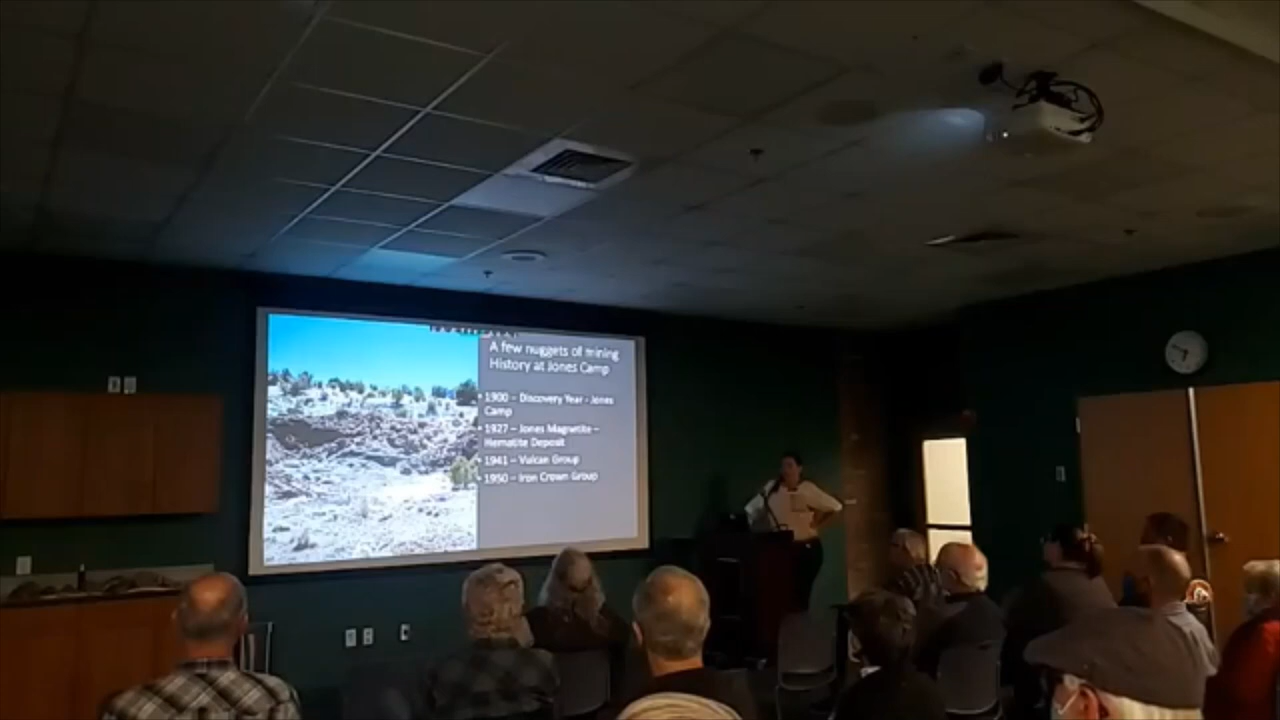 A few nuggets of mining
History at Jones Camp
• 1900 – Discovery Year - Jones
Camp
• 1927 – Jones Magnetite –
Hematite Deposit
• 1941 – Vulcan Group
• 1950 – Iron Crown Group